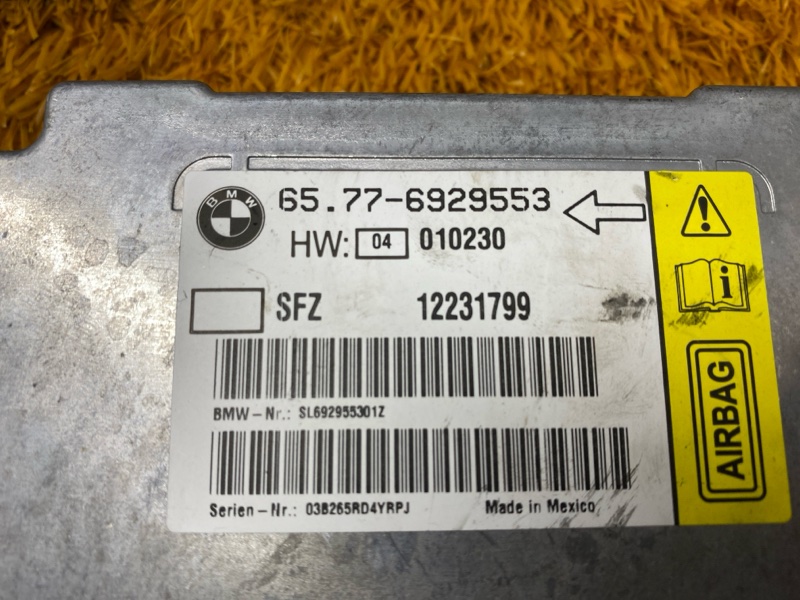 BMW
65.77-6929553
HW: 04 010230
SFZ 12231799
BMW-Nr.: SL692955301Z
Serien-Nr.: 03B265RD4YRPJ Made in Mexico
AIRBAG